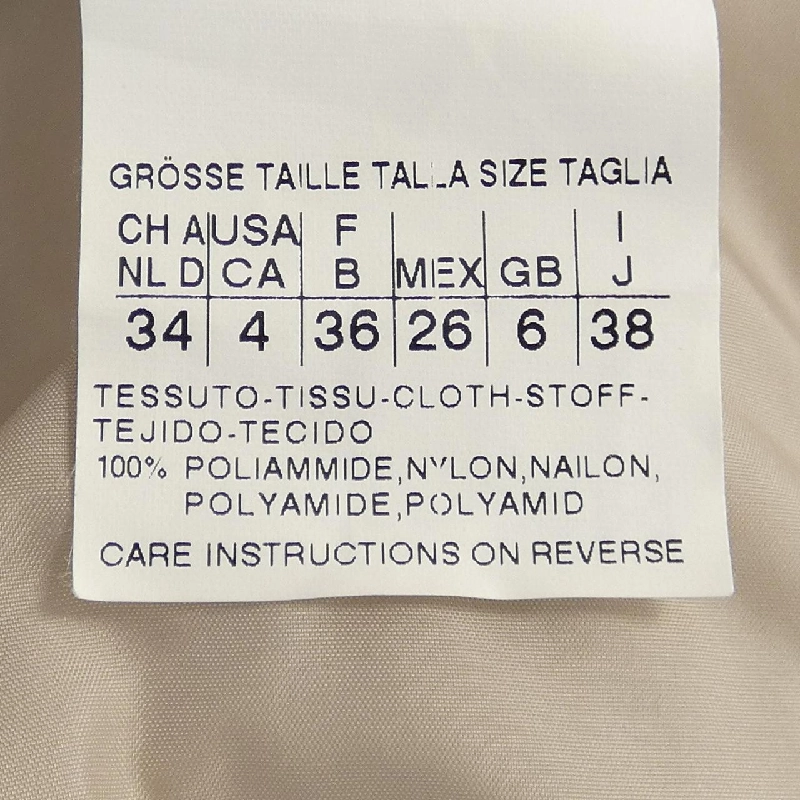 GRÖSSE TAILLE TALLA SIZE TAGLIA
CH A USA F I
NL D CA B MEX GB J
34 4 36 26 6 38
TESSUTO-TISSU-CLOTH-STOFF-
TEJIDO-TECIDO
100% POLIAMMIDE,NYLON,NAILON,
POLYAMIDE,POLYAMID
CARE INSTRUCTIONS ON REVERSE